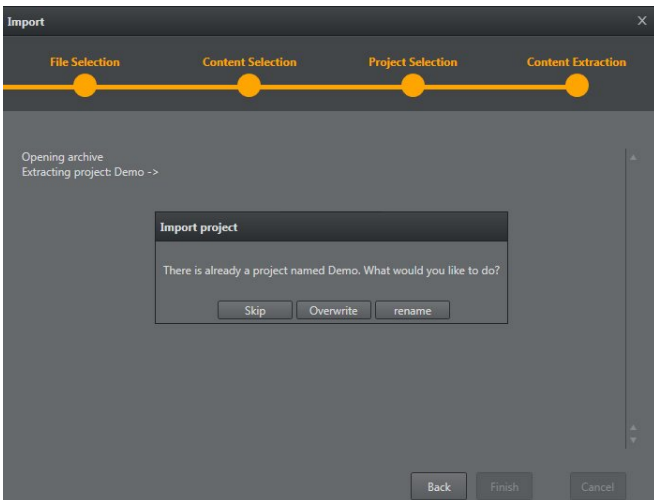 Import
File Selection
Content Selection
Project Selection
Content Extraction
Opening archive
Extracting project: Demo ->
Import project
There is already a project named Demo. What would you like to do?
Skip
Overwrite
rename
Back
Finish
Cancel